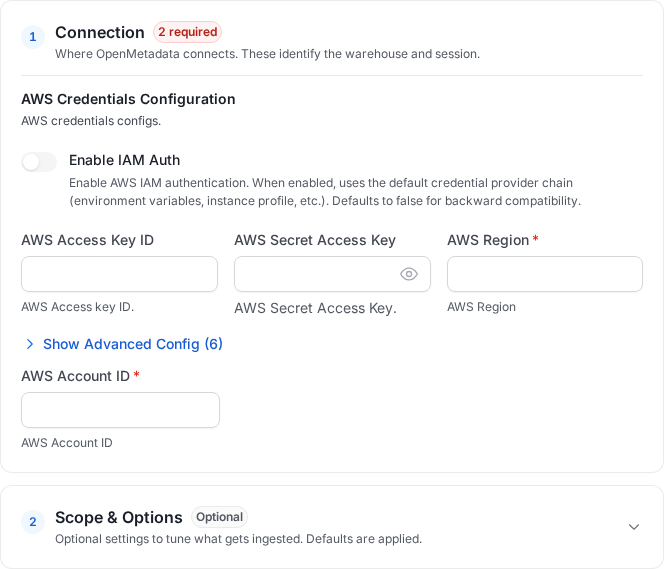 1
Connection 2 required
Where OpenMetadata connects. These identify the warehouse and session.
AWS Credentials Configuration
AWS credentials configs.
Enable IAM Auth
Enable AWS IAM authentication. When enabled, uses the default credential provider chain
(environment variables, instance profile, etc.). Defaults to false for backward compatibility.
AWS Access Key ID
AWS Secret Access Key
AWS Region *
AWS Access key ID.
AWS Secret Access Key.
AWS Region
Show Advanced Config (6)
AWS Account ID *
AWS Account ID
2
Scope & Options Optional
Optional settings to tune what gets ingested. Defaults are applied.